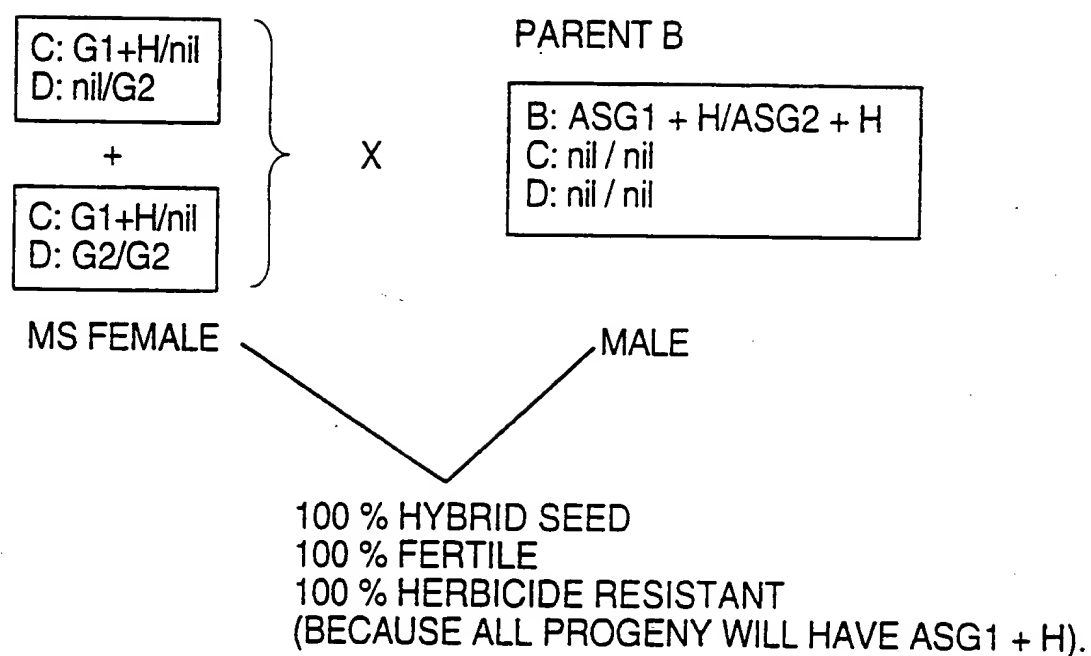 C: G1+H/nil
D: nil/G2
+
C: G1+H/nil
D: G2/G2
MS FEMALE
X
PARENT B
B: ASG1 + H/ASG2 + H
C: nil / nil
D: nil / nil
MALE
100 % HYBRID SEED
100 % FERTILE
100 % HERBICIDE RESISTANT
(BECAUSE ALL PROGENY WILL HAVE ASG1 + H).